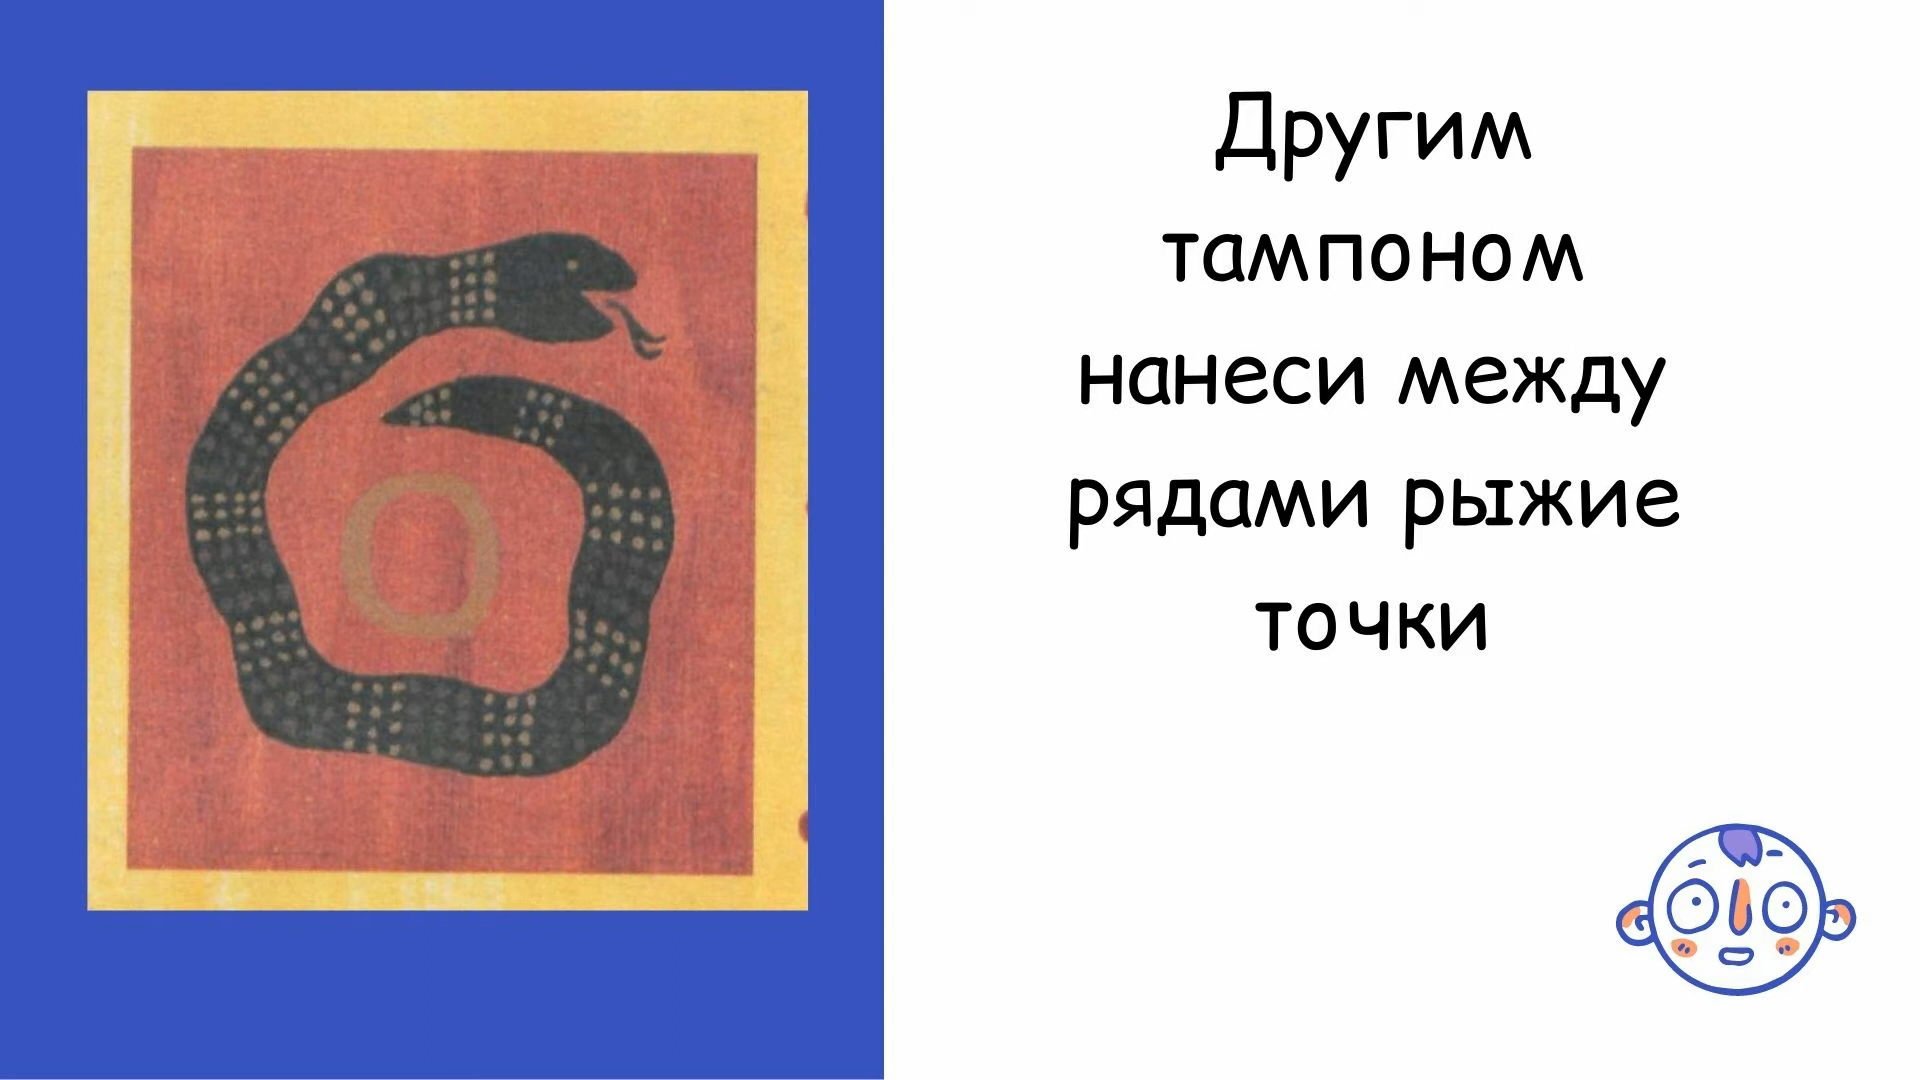 Другим
тампоном
нанеси между
рядами рыжие
точки